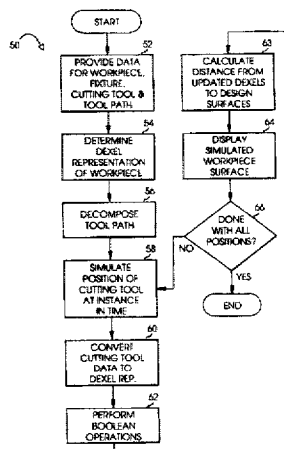 50
START
52
PROVIDE DATA
FOR WORKPIECE,
FIXTURE,
CUTTING TOOL &
TOOL PATH
54
DETERMINE
DEXEL
REPRESENTATION
OF WORKPIECE
56
DECOMPOSE
TOOL PATH
58
SIMULATE
POSITION OF
CUTTING TOOL
AT INSTANCE
IN TIME
60
CONVERT
CUTTING TOOL
DATA TO
DEXEL REP.
62
PERFORM
BOOLEAN
OPERATIONS
63
CALCULATE
DISTANCE FROM
UPDATED DEXELS
TO DESIGN
SURFACES
64
DISPLAY
SIMULATED
WORKPIECE
SURFACE
66
DONE
WITH ALL
POSITIONS?
NO
YES
END